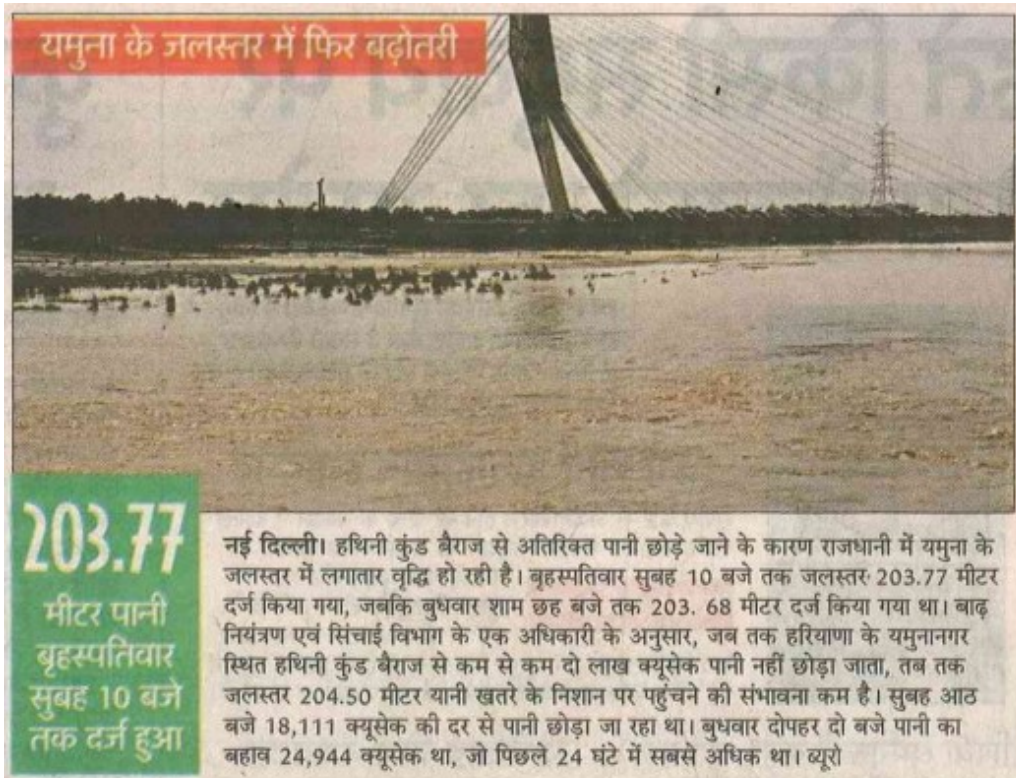 यमुना के जलस्तर में फिर बढ़ोतरी
203.77
मीटर पानी
बृहस्पतिवार
सुबह 10 बजे
तक दर्ज हुआ
नई दिल्ली। हथिनी कुंड बैराज से अतिरिक्त पानी छोड़े जाने के कारण राजधानी में यमुना के
जलस्तर में लगातार वृद्धि हो रही है। बृहस्पतिवार सुबह 10 बजे तक जलस्तर 203.77 मीटर
दर्ज किया गया, जबकि बुधवार शाम छह बजे तक 203. 68 मीटर दर्ज किया गया था। बाढ़
नियंत्रण एवं सिंचाई विभाग के एक अधिकारी के अनुसार, जब तक हरियाणा के यमुनानगर
स्थित हथिनी कुंड बैराज से कम से कम दो लाख क्यूसेक पानी नहीं छोड़ा जाता, तब तक
जलस्तर 204.50 मीटर यानी खतरे के निशान पर पहुंचने की संभावना कम है। सुबह आठ
बजे 18,111 क्यूसेक की दर से पानी छोड़ा जा रहा था। बुधवार दोपहर दो बजे पानी का
बहाव 24,944 क्यूसेक था, जो पिछले 24 घंटे में सबसे अधिक था। ब्यूरो